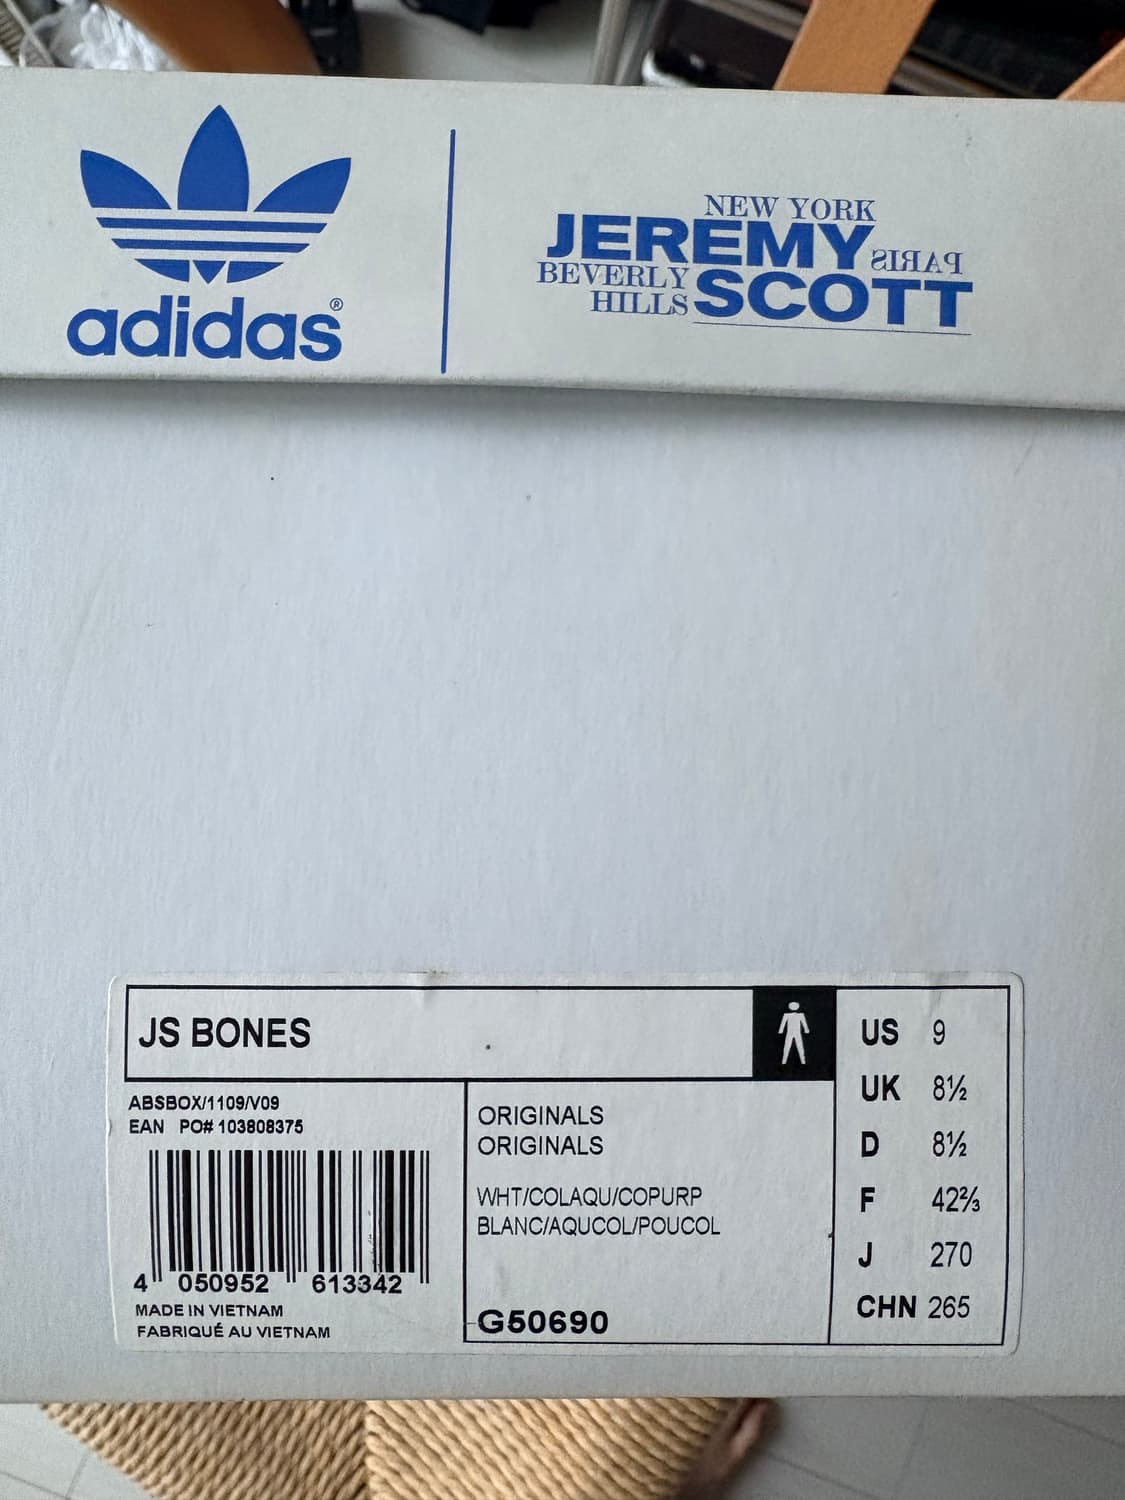 adidas®
NEW YORK
JEREMY
PARIS
BEVERLY
HILLS
SCOTT
JS BONES
ABSBOX/1109/V09
EAN PO# 103808375
4 050952 613342
MADE IN VIETNAM
FABRIQUÉ AU VIETNAM
ORIGINALS
ORIGINALS
WHT/COLAQU/COPURP
BLANC/AQUCOL/POUCOL
G50690
US 9
UK 8½
D 8½
F 42⅔
J 270
CHN 265